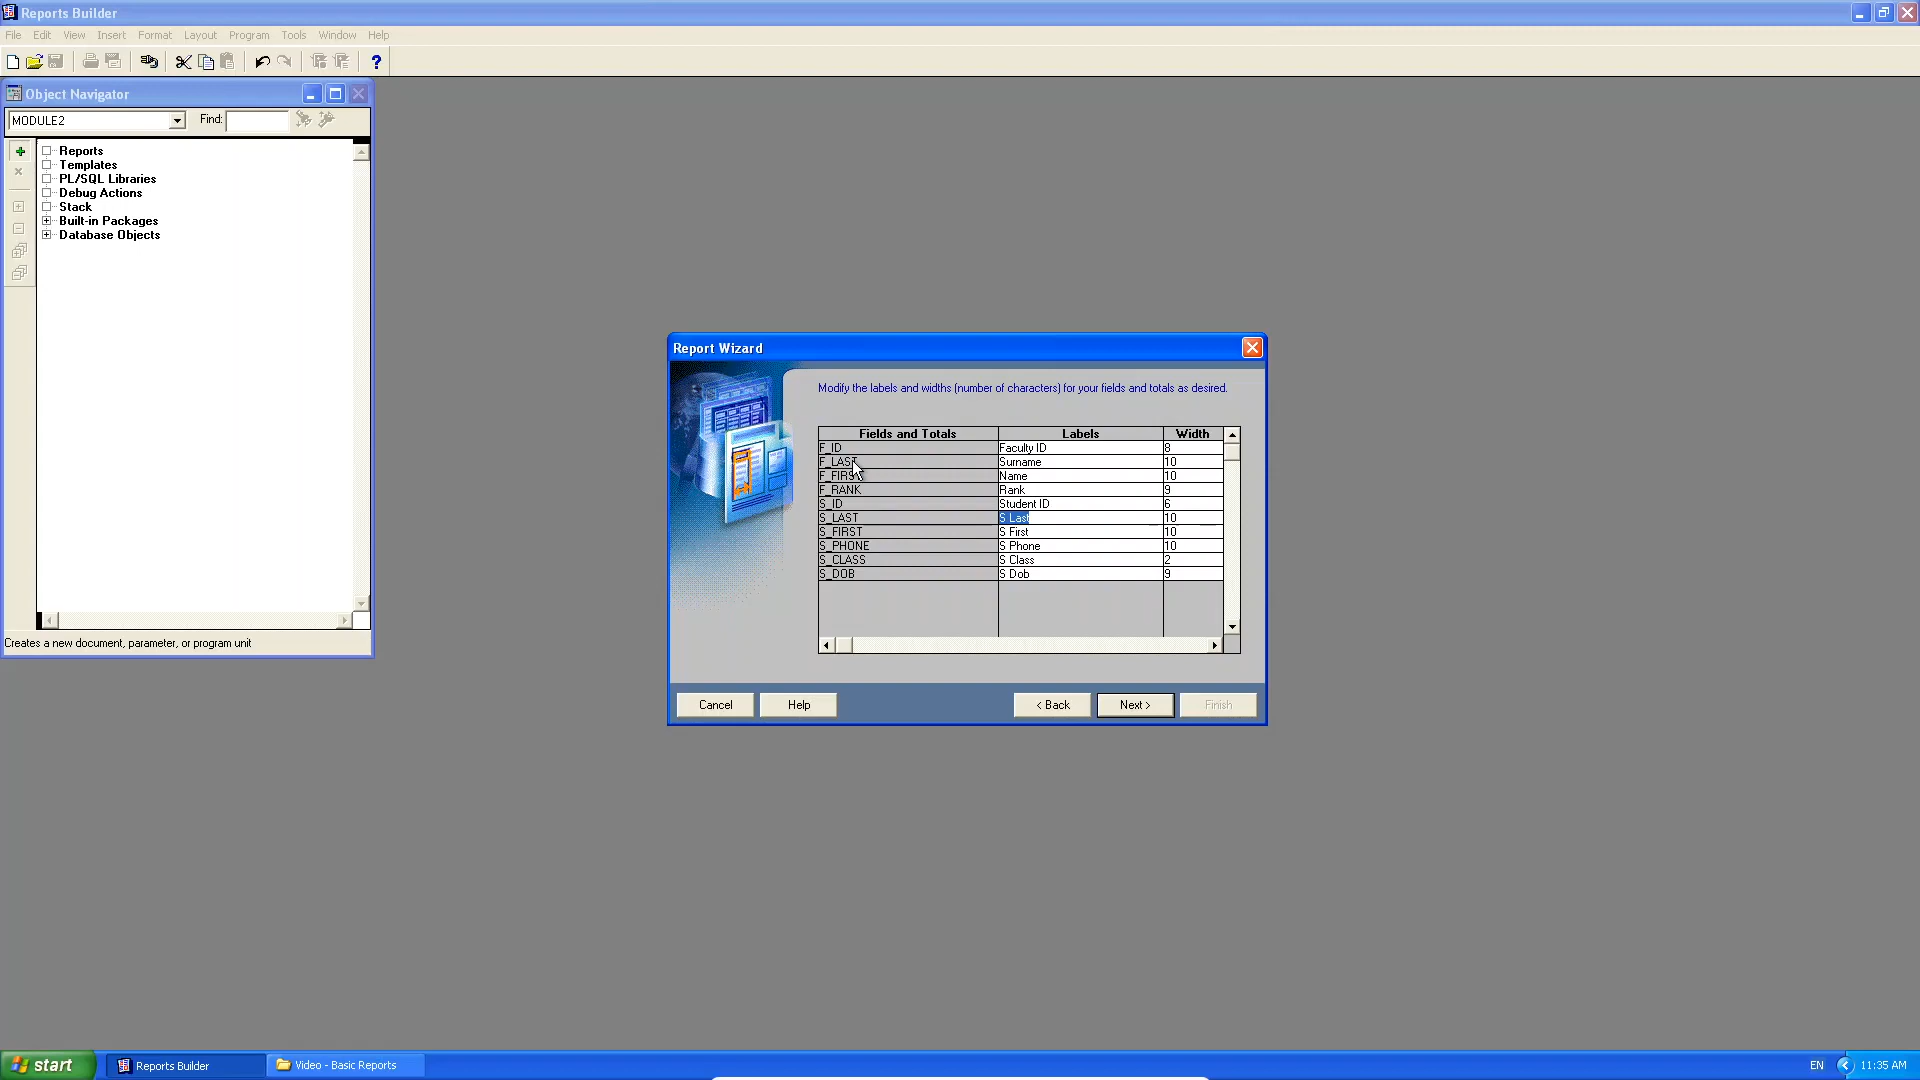 Reports Builder
File Edit View Insert Format Layout Program Tools Window Help
Object Navigator
MODULE2 Find:
Reports
Templates
PL/SQL Libraries
Debug Actions
Stack
Built-in Packages
Database Objects
Creates a new document, parameter, or program unit
Report Wizard
Modify the labels and widths (number of characters) for your fields and totals as desired.
Fields and Totals Labels Width
F_ID Faculty ID 8
F_LAST Surname 10
F_FIRST Name 10
F_RANK Rank 9
S_ID Student ID 6
S_LAST S Last 10
S_FIRST S First 10
S_PHONE S Phone 10
S_CLASS S Class 2
S_DOB S Dob 9
Cancel Help < Back Next > Finish
start Reports Builder Video - Basic Reports EN 11:35 AM